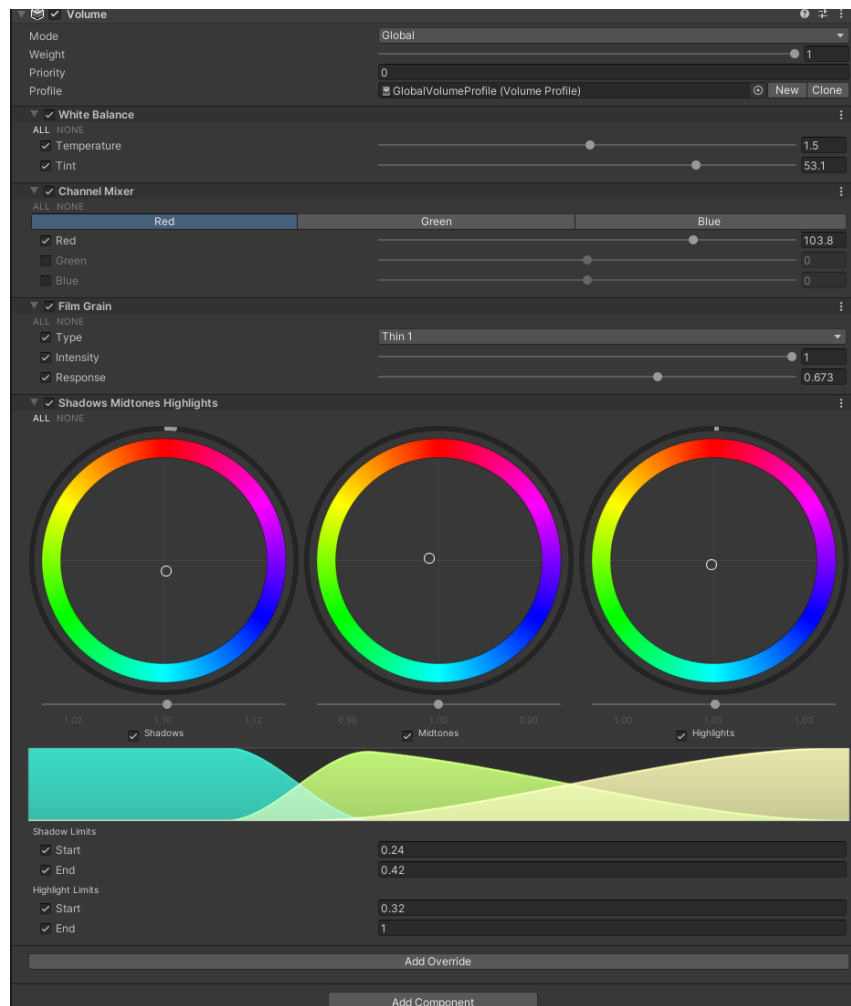 Volume
Mode Global
Weight 1
Priority 0
Profile GlobalVolumeProfile (Volume Profile) New Clone
White Balance
ALL NONE
Temperature 1.5
Tint 53.1
Channel Mixer
ALL NONE
Red Green Blue
Red 103.8
Green 0
Blue 0
Film Grain
ALL NONE
Type Thin 1
Intensity 1
Response 0.673
Shadows Midtones Highlights
ALL NONE
1,02 1,10 1,12 0,98 1,00 0,90 1,00 1,05 1,03
Shadows Midtones Highlights
Shadow Limits
Start 0.24
End 0.42
Highlight Limits
Start 0.32
End 1
Add Override
Add Component